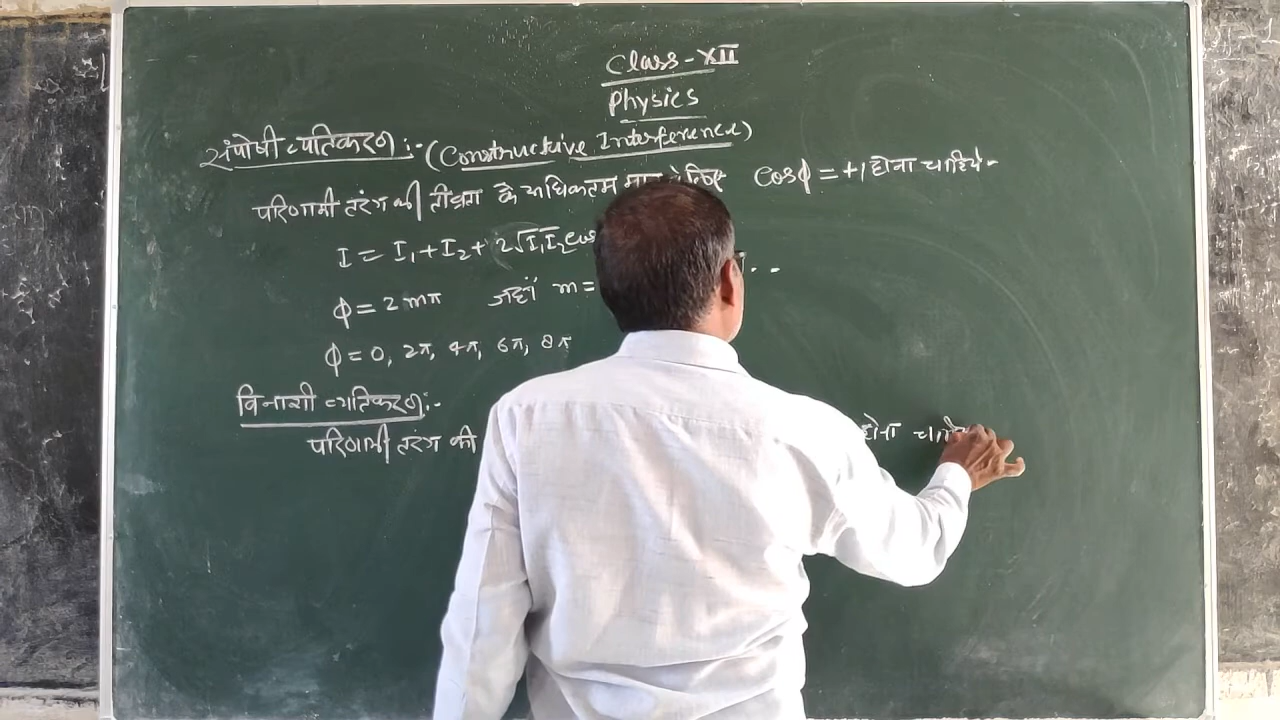 Class-XII
Physics
संपोषी व्यतिकरण:-(Constructive Interference)
परिणामी तरंग की तीव्रता के अधिकतम मान के लिए cosϕ = +1 होना चाहिये-
I = I₁ + I₂ + 2√I₁I₂ cos
ϕ = 2mπ जहाँ m =
ϕ = 0, 2π, 4π, 6π, 8π
विनाशी व्यतिकरण:-
परिणामी तरंग की होना